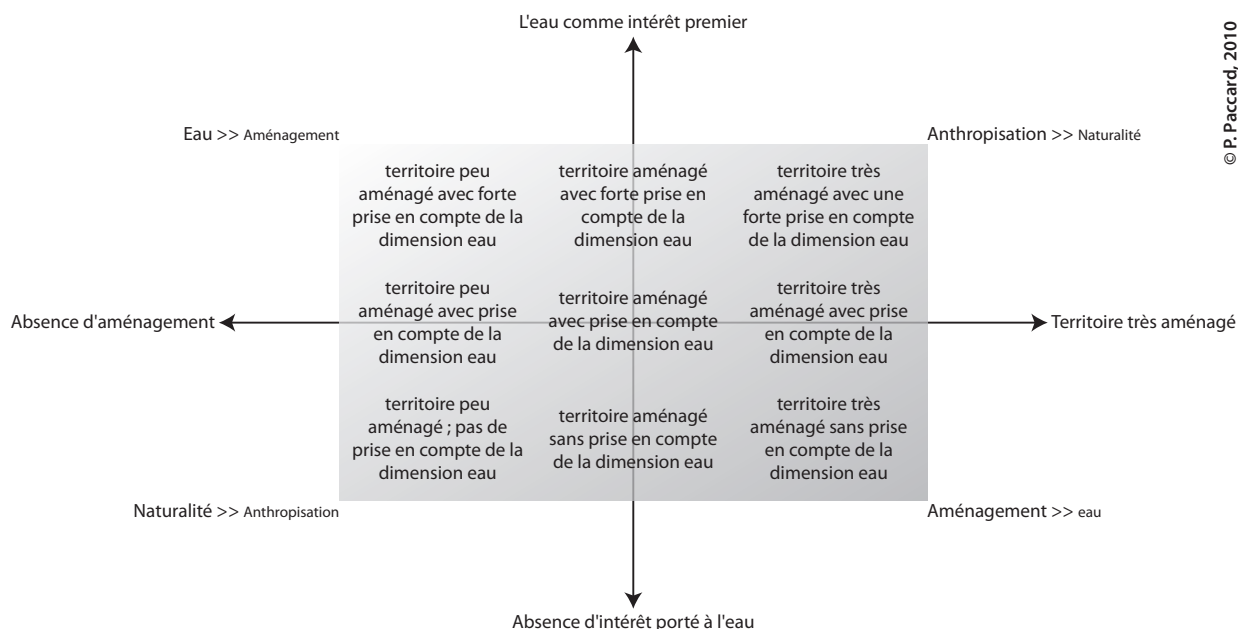 L'eau comme intérêt premier
© P. Paccard, 2010
Eau >> Aménagement
Anthropisation >> Naturalité
territoire peu
aménagé avec forte
prise en compte de la
dimension eau
territoire aménagé
avec forte prise en
compte de la
dimension eau
territoire très
aménagé avec une
forte prise en compte
de la dimension eau
Absence d'aménagement
territoire peu
aménagé avec prise
en compte de la
dimension eau
territoire aménagé
avec prise en compte
de la dimension eau
territoire très
aménagé avec prise
en compte de la
dimension eau
Territoire très aménagé
territoire peu
aménagé ; pas de
prise en compte de la
dimension eau
territoire aménagé
sans prise en compte
de la dimension eau
territoire très
aménagé sans prise
en compte de la
dimension eau
Naturalité >> Anthropisation
Aménagement >> eau
Absence d'intérêt porté à l'eau